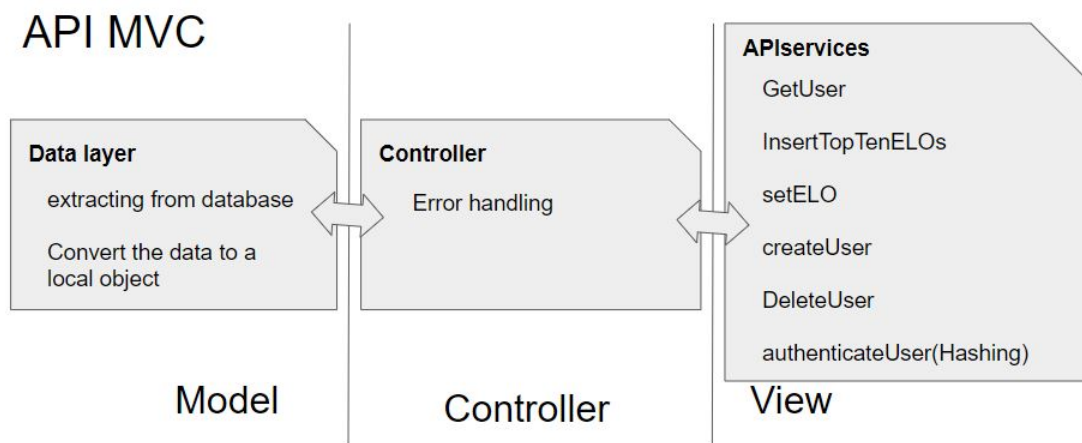 API MVC
Data layer
extracting from database
Convert the data to a
local object
Model
Controller
Error handling
Controller
APIservices
GetUser
InsertTopTenELOs
setELO
createUser
DeleteUser
authenticateUser(Hashing)
View